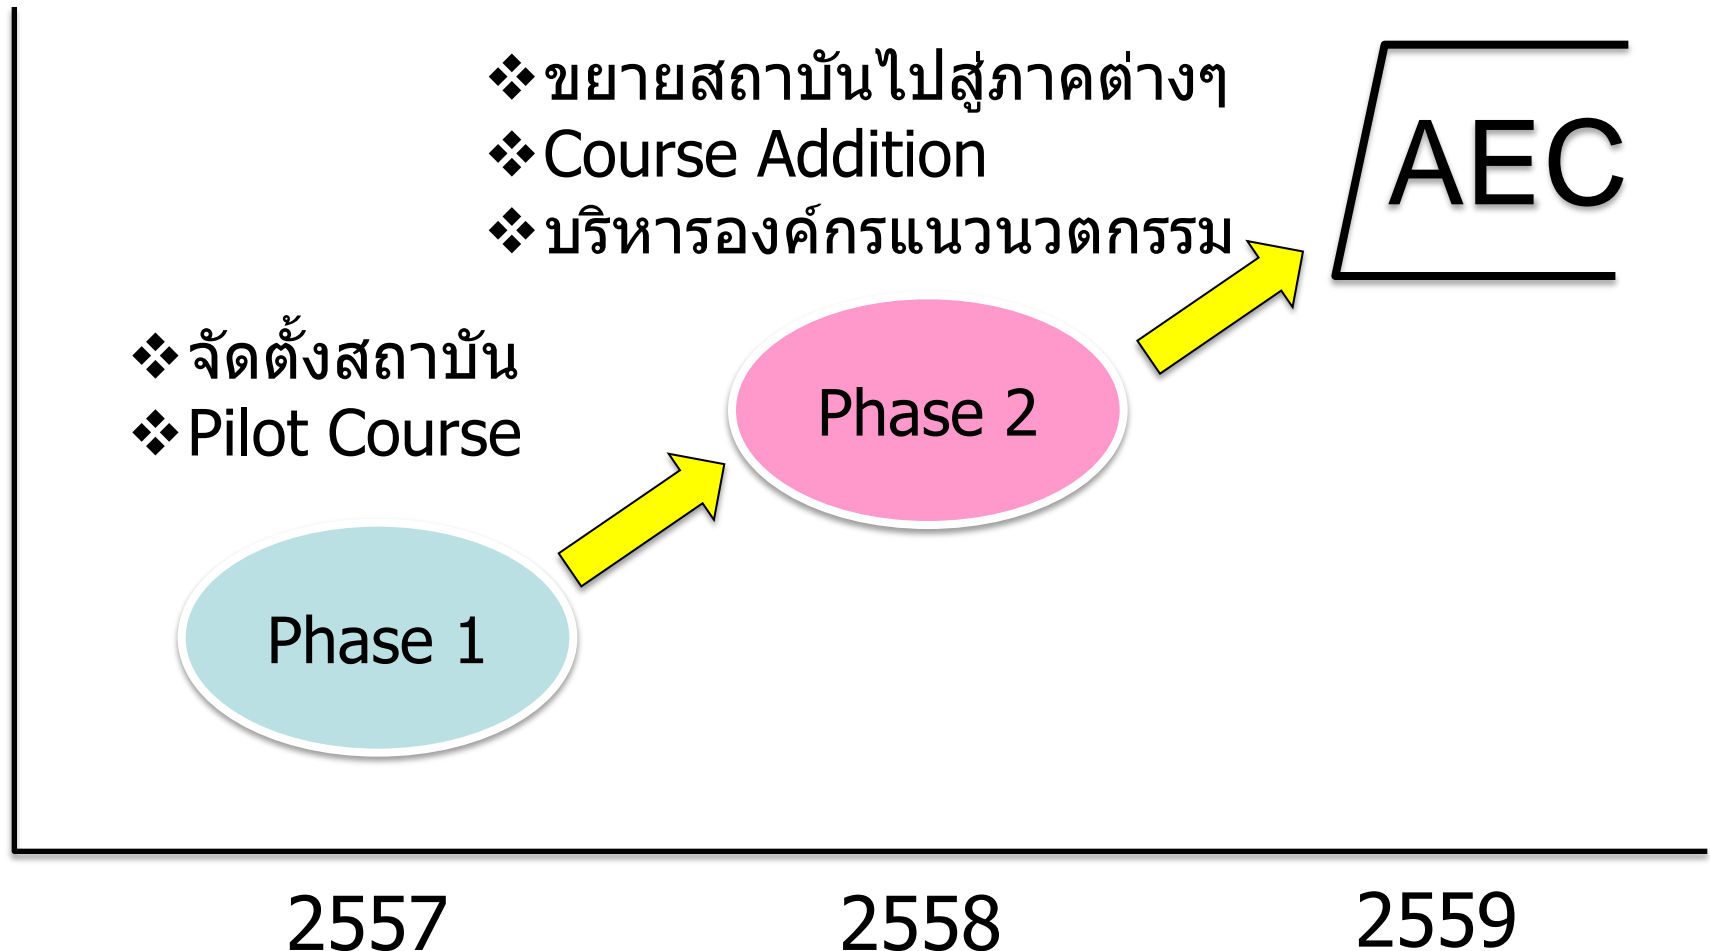 ❖ขยายสถาบันไปสู่ภาคต่างๆ
❖Course Addition
❖บริหารองค์กรแนวนวตกรรม
AEC
❖จัดตั้งสถาบัน
❖Pilot Course
Phase 2
Phase 1
2557 2558 2559